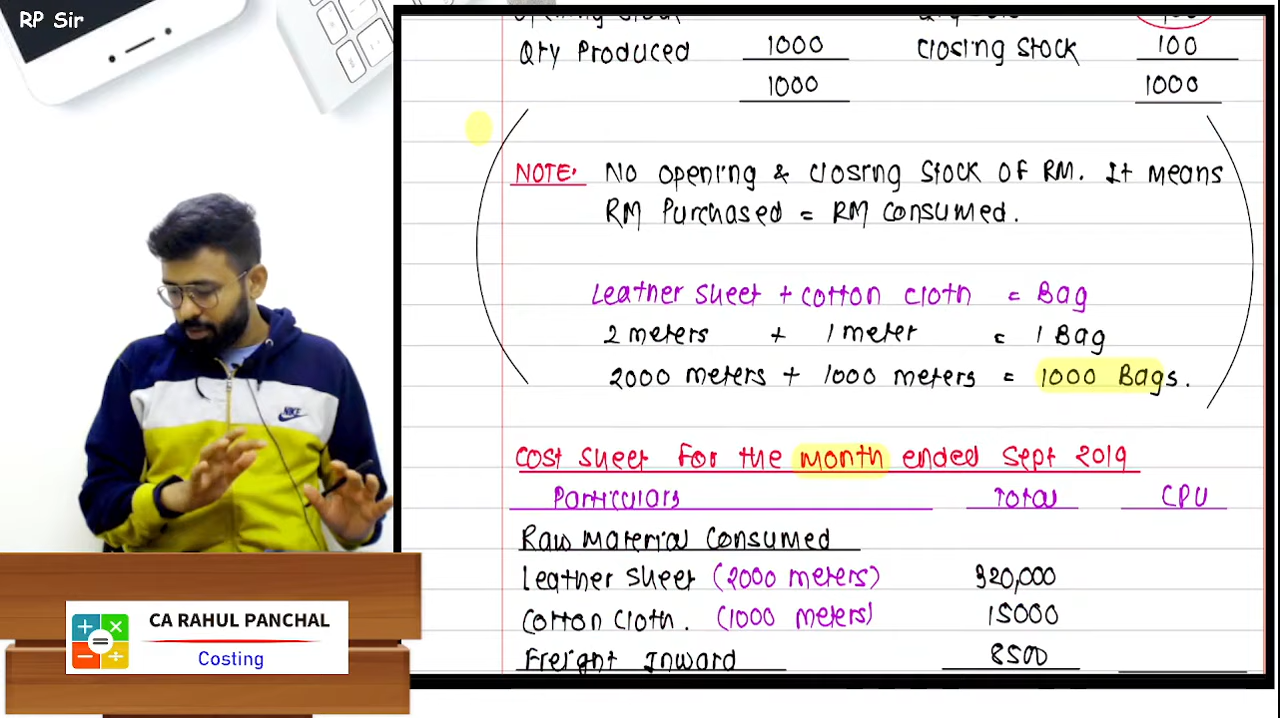 RP Sir
Qty Produced 1000 Closing Stock 100
1000 1000
NOTE: No opening & closing Stock OF RM. It means
RM Purchased = RM Consumed.
Leather Sheet + Cotton cloth = Bag
2 meters + 1 meter = 1 Bag
2000 meters + 1000 meters = 1000 Bags.
Cost Sheet For the month ended Sept 2019
Particulars Total CPU
Raw Material Consumed
Leather Sheet (2000 meters) 320,000
Cotton Cloth. (1000 meters) 15000
Freight Inward 8500
NIKE
CA RAHUL PANCHAL
Costing